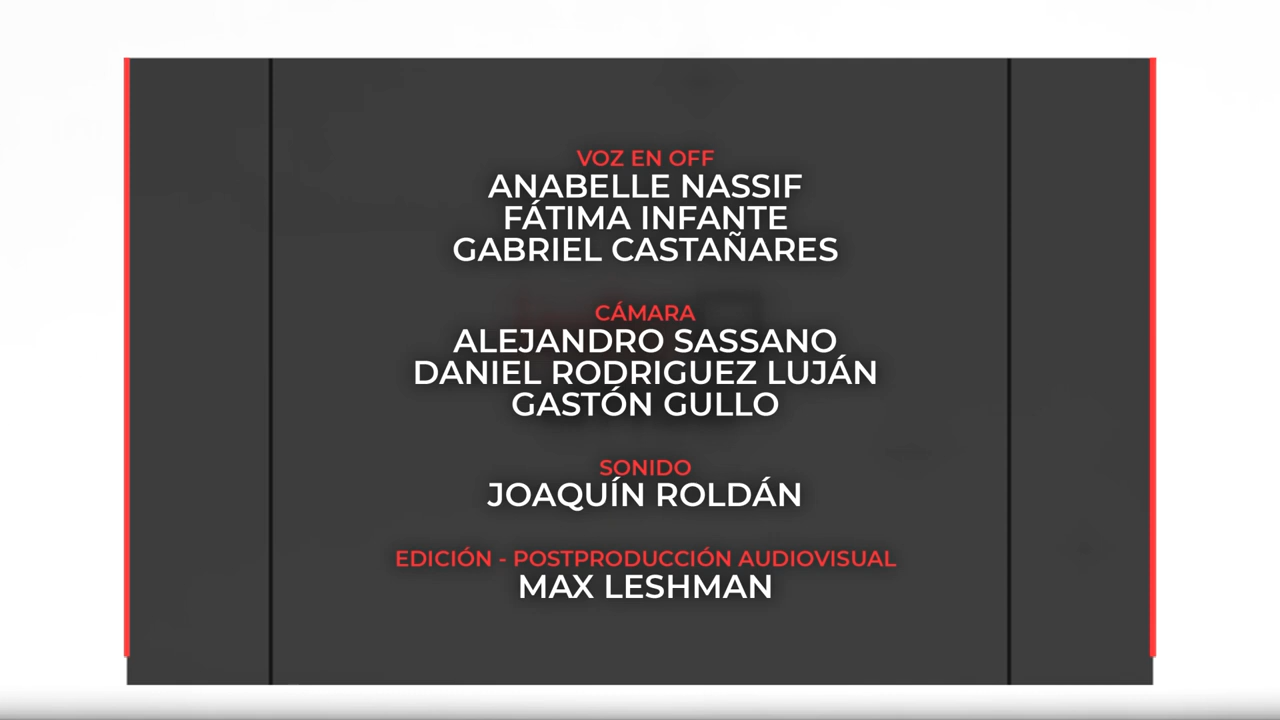 VOZ EN OFF
ANABELLE NASSIF
FÁTIMA INFANTE
GABRIEL CASTAÑARES
CÁMARA
ALEJANDRO SASSANO
DANIEL RODRIGUEZ LUJÁN
GASTÓN GULLO
SONIDO
JOAQUÍN ROLDÁN
EDICIÓN - POSTPRODUCCIÓN AUDIOVISUAL
MAX LESHMAN